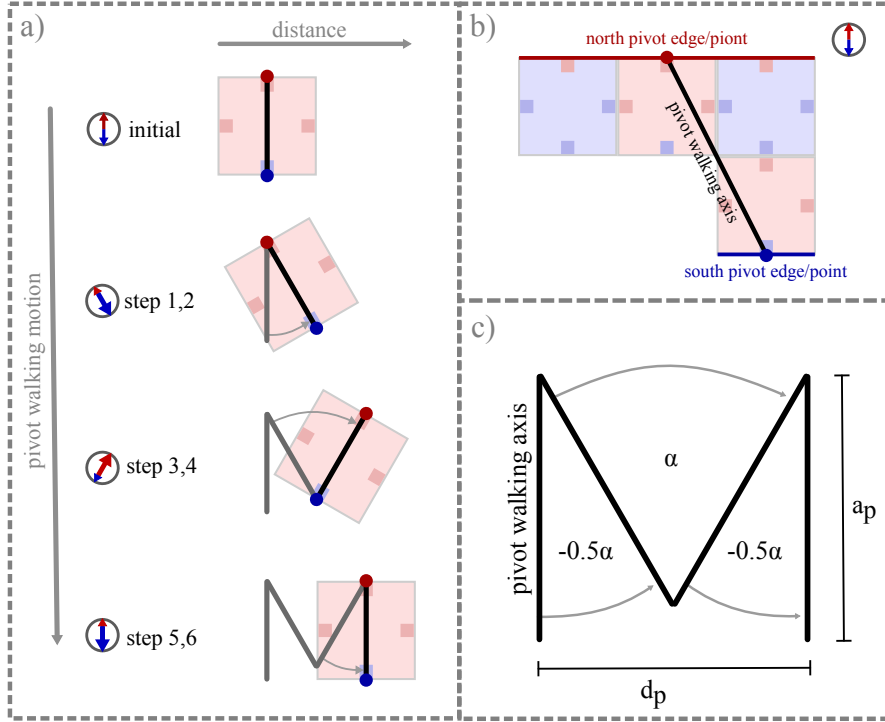 a)
distance
pivot walking motion
initial
step 1,2
step 3,4
step 5,6
b)
north pivot edge/piont
pivot walking axis
south pivot edge/point
c)
pivot walking axis
α
-0.5α
-0.5α
ap
dp